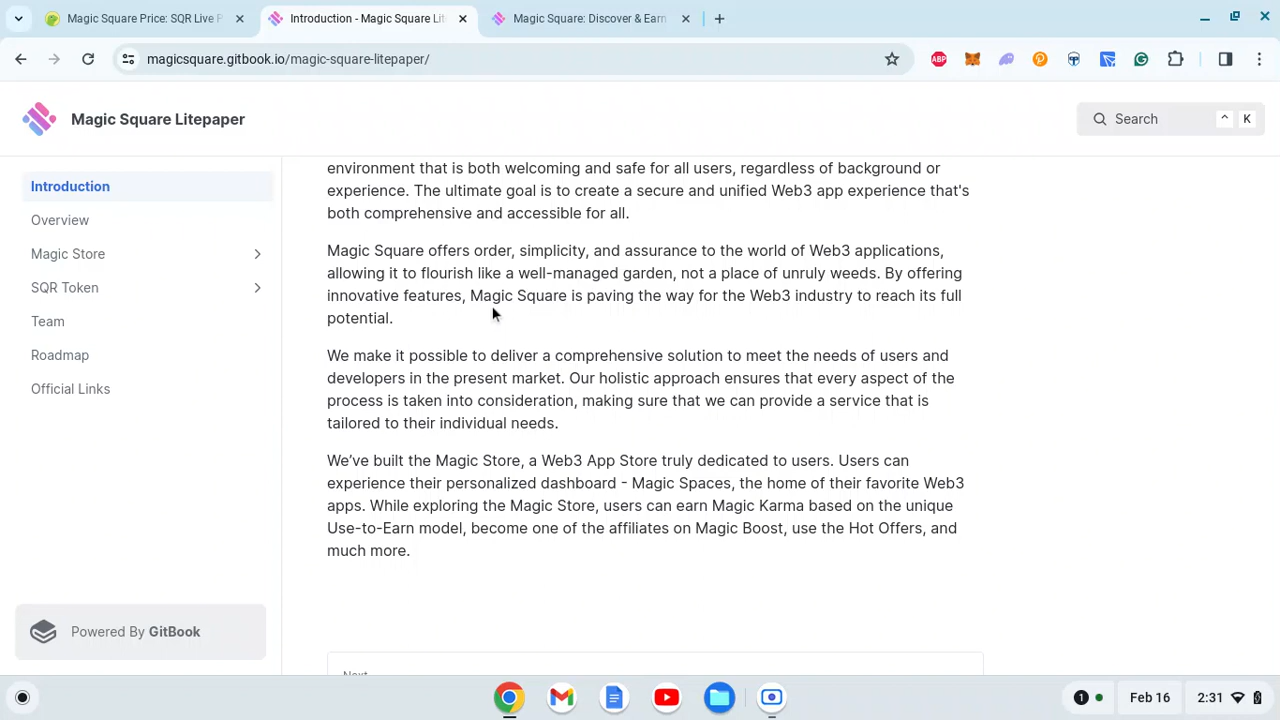 Magic Square Price: SQR Live P
Introduction - Magic Square Lit
Magic Square: Discover & Earn
magicsquare.gitbook.io/magic-square-litepaper/
ABP
Magic Square Litepaper
Search
^ K
Introduction
Overview
Magic Store
SQR Token
Team
Roadmap
Official Links
Powered By GitBook
environment that is both welcoming and safe for all users, regardless of background or
experience. The ultimate goal is to create a secure and unified Web3 app experience that's
both comprehensive and accessible for all.
Magic Square offers order, simplicity, and assurance to the world of Web3 applications,
allowing it to flourish like a well-managed garden, not a place of unruly weeds. By offering
innovative features, Magic Square is paving the way for the Web3 industry to reach its full
potential.
We make it possible to deliver a comprehensive solution to meet the needs of users and
developers in the present market. Our holistic approach ensures that every aspect of the
process is taken into consideration, making sure that we can provide a service that is
tailored to their individual needs.
We've built the Magic Store, a Web3 App Store truly dedicated to users. Users can
experience their personalized dashboard - Magic Spaces, the home of their favorite Web3
apps. While exploring the Magic Store, users can earn Magic Karma based on the unique
Use-to-Earn model, become one of the affiliates on Magic Boost, use the Hot Offers, and
much more.
Next
1
Feb 16
2:31